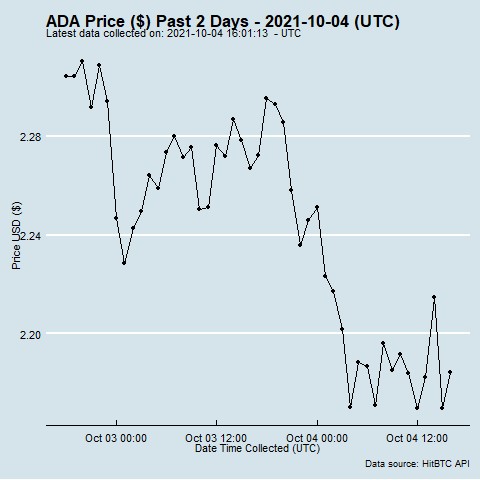 ADA Price ($) Past 2 Days - 2021-10-04 (UTC)
Latest data collected on: 2021-10-04 16:01:13 - UTC
2.28
2.24
2.20
Price USD ($)
Oct 03 00:00
Oct 03 12:00
Oct 04 00:00
Oct 04 12:00
Date Time Collected (UTC)
Data source: HitBTC API